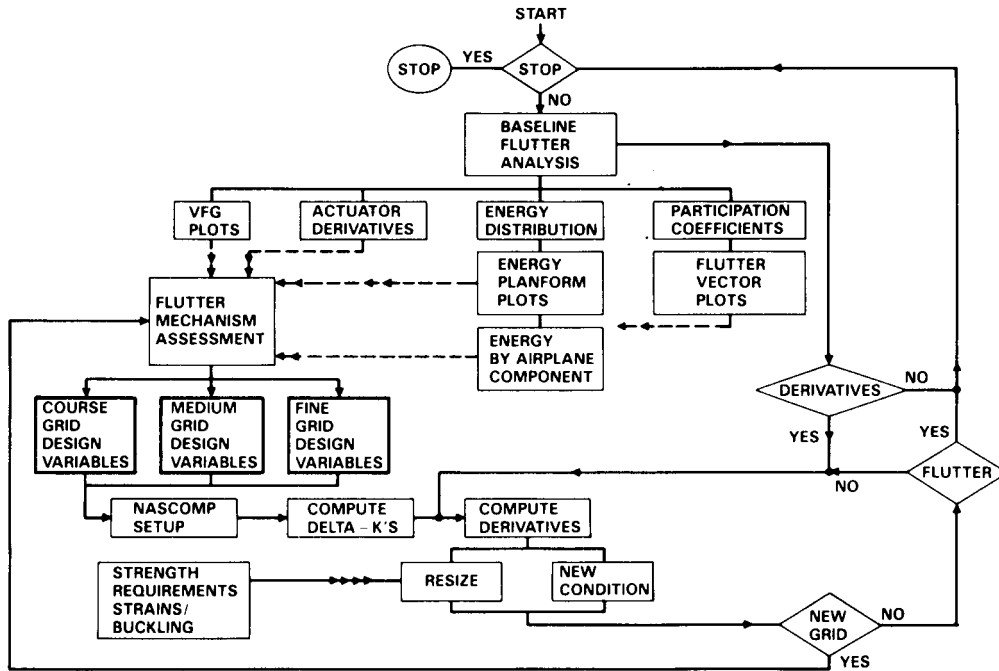 START
STOP
YES
STOP
NO
BASELINE
FLUTTER
ANALYSIS
VFG
PLOTS
ACTUATOR
DERIVATIVES
ENERGY
DISTRIBUTION
PARTICIPATION
COEFFICIENTS
ENERGY
PLANFORM
PLOTS
FLUTTER
VECTOR
PLOTS
FLUTTER
MECHANISM
ASSESSMENT
ENERGY
BY AIRPLANE
COMPONENT
DERIVATIVES
NO
YES
COURSE
GRID
DESIGN
VARIABLES
MEDIUM
GRID
DESIGN
VARIABLES
FINE
GRID
DESIGN
VARIABLES
YES
FLUTTER
NO
NASCOMP
SETUP
COMPUTE
DELTA – K'S
COMPUTE
DERIVATIVES
STRENGTH
REQUIREMENTS
STRAINS/
BUCKLING
RESIZE
NEW
CONDITION
NEW
GRID
NO
YES